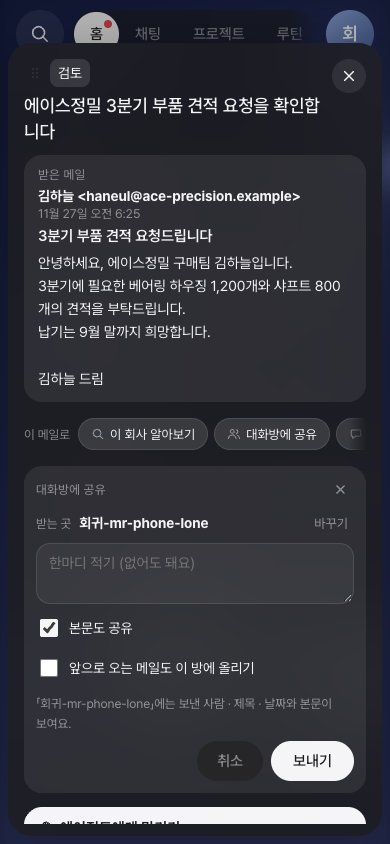 홈
채팅
프로젝트
루틴
회
검토
에이스정밀 3분기 부품 견적 요청을 확인합
니다
받은 메일
김하늘 <haneul@ace-precision.example>
11월 27일 오전 6:25
3분기 부품 견적 요청드립니다
안녕하세요, 에이스정밀 구매팀 김하늘입니다.
3분기에 필요한 베어링 하우징 1,200개와 샤프트 800
개의 견적을 부탁드립니다.
납기는 9월 말까지 희망합니다.
김하늘 드림
이 메일로
이 회사 알아보기
대화방에 공유
대화방에 공유
받는 곳 회귀-mr-phone-lone
바꾸기
한마디 적기 (없어도 돼요)
본문도 공유
앞으로 오는 메일도 이 방에 올리기
「회귀-mr-phone-lone」에는 보낸 사람 · 제목 · 날짜와 본문이
보여요.
취소
보내기